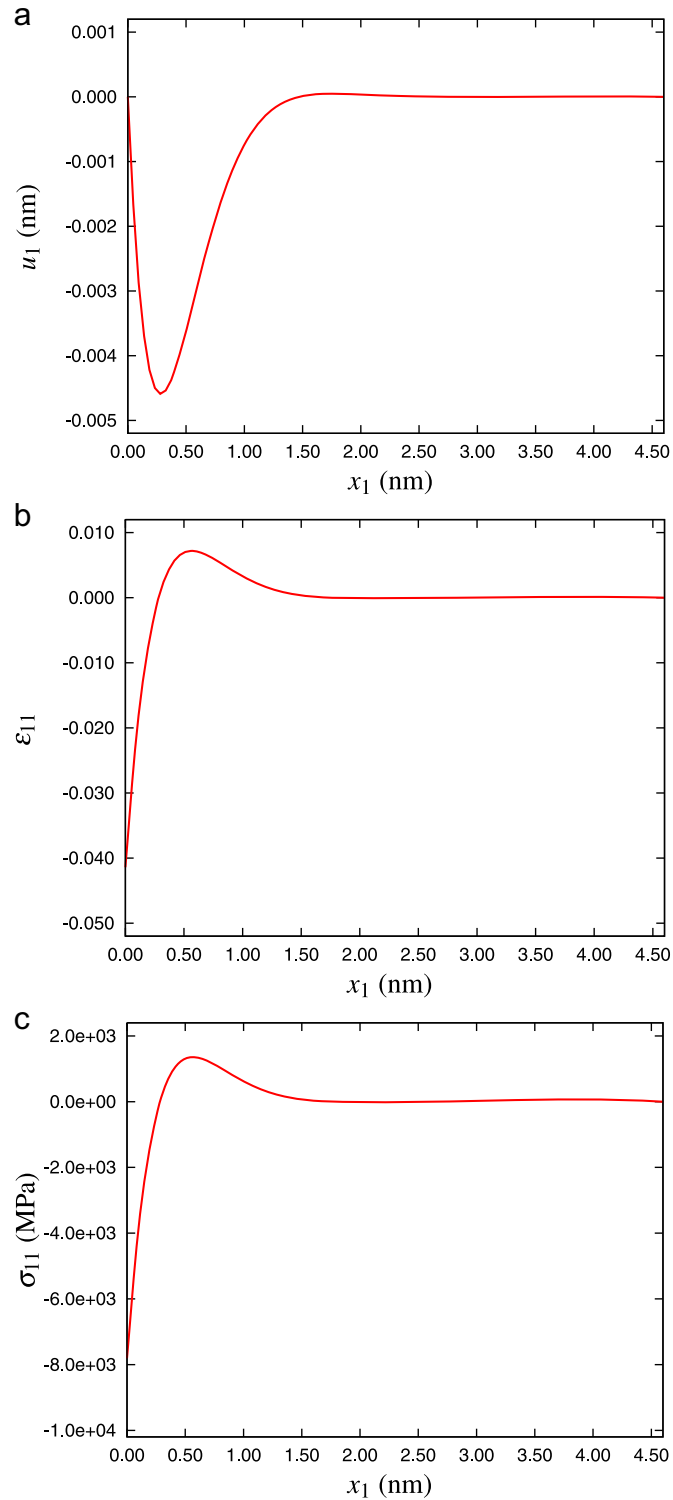 a
0.001
0.000
-0.001
-0.002
-0.003
-0.004
-0.005
u1 (nm)
0.00 0.50 1.00 1.50 2.00 2.50 3.00 3.50 4.00 4.50
x1 (nm)
b
0.010
0.000
-0.010
-0.020
-0.030
-0.040
-0.050
ε11
0.00 0.50 1.00 1.50 2.00 2.50 3.00 3.50 4.00 4.50
x1 (nm)
c
2.0e+03
0.0e+00
-2.0e+03
-4.0e+03
-6.0e+03
-8.0e+03
-1.0e+04
σ11 (MPa)
0.00 0.50 1.00 1.50 2.00 2.50 3.00 3.50 4.00 4.50
x1 (nm)